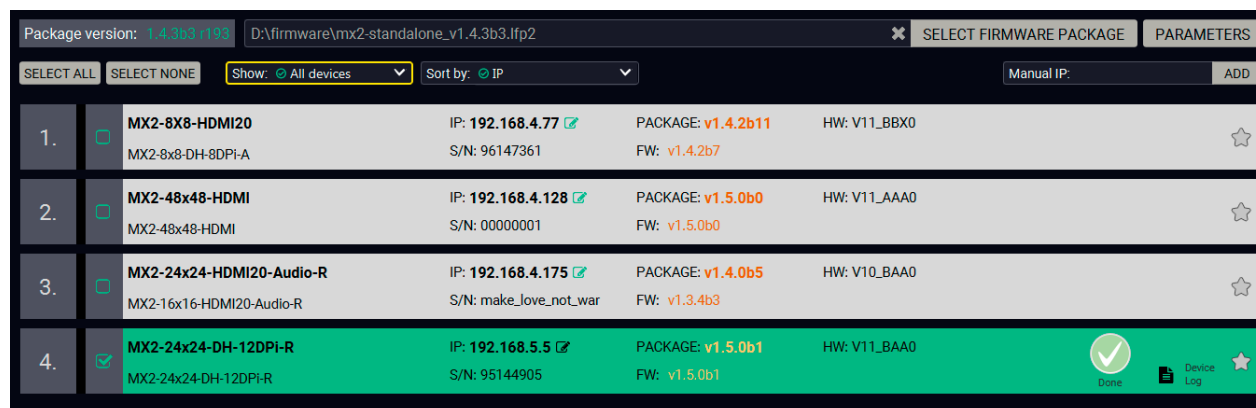 Package version: 1.4.3b3 r193 D:\firmware\mx2-standalone_v1.4.3b3.lfp2 SELECT FIRMWARE PACKAGE PARAMETERS
SELECT ALL SELECT NONE Show: All devices Sort by: IP Manual IP: ADD
1. MX2-8X8-HDMI20 IP: 192.168.4.77 PACKAGE: v1.4.2b11 HW: V11_BBX0
MX2-8x8-DH-8DPi-A S/N: 96147361 FW: v1.4.2b7
2. MX2-48x48-HDMI IP: 192.168.4.128 PACKAGE: v1.5.0b0 HW: V11_AAA0
MX2-48x48-HDMI S/N: 00000001 FW: v1.5.0b0
3. MX2-24x24-HDMI20-Audio-R IP: 192.168.4.175 PACKAGE: v1.4.0b5 HW: V10_BAA0
MX2-16x16-HDMI20-Audio-R S/N: make_love_not_war FW: v1.3.4b3
4. MX2-24x24-DH-12DPi-R IP: 192.168.5.5 PACKAGE: v1.5.0b1 HW: V11_BAA0
MX2-24x24-DH-12DPi-R S/N: 95144905 FW: v1.5.0b1 Done Device Log